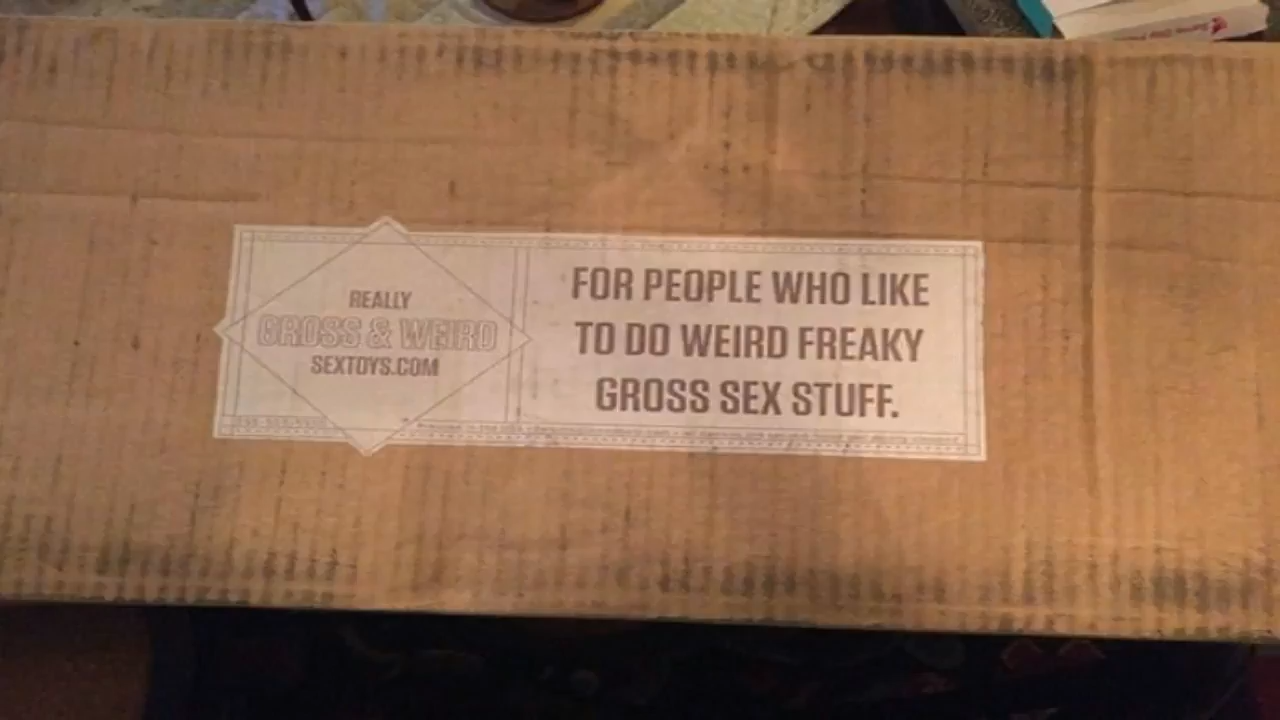 REALLY
GROSS & WEIRD
SEXTOYS.COM
FOR PEOPLE WHO LIKE
TO DO WEIRD FREAKY
GROSS SEX STUFF.